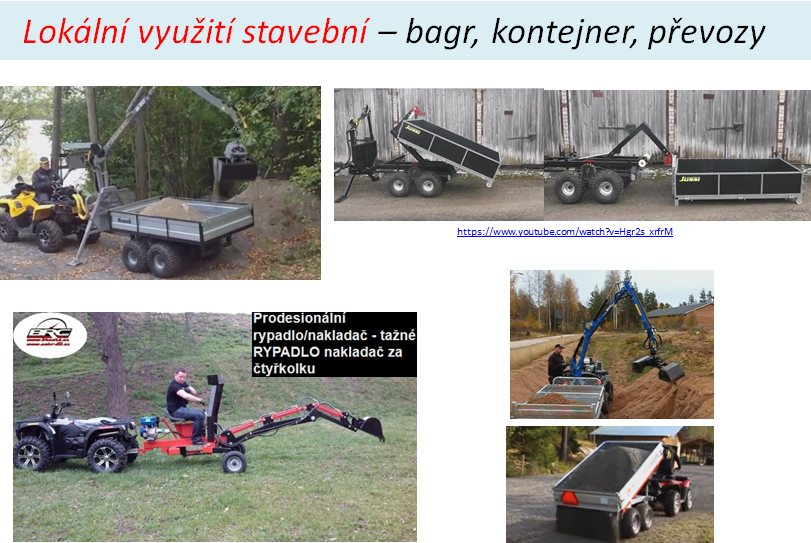 Lokální využití stavební – bagr, kontejner, převozy
JUSSI
JUSSI
https://www.youtube.com/watch?v=Hgr2s_xrfrM
BRG
Prodesionální
rypadlo/nakladač - tažné
RYPADLO nakladač za
čtyřkolku